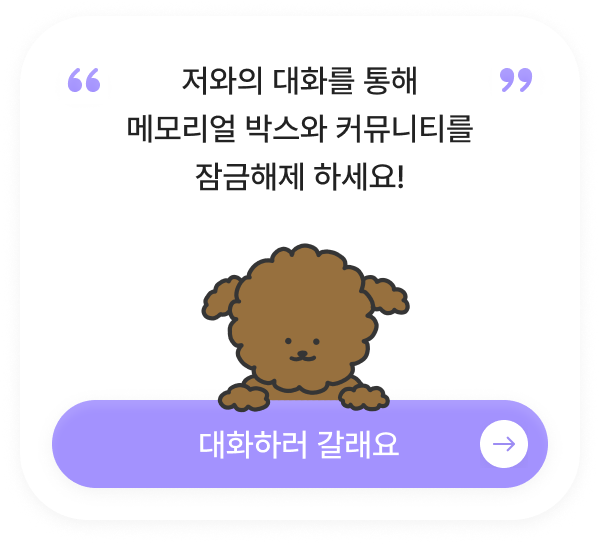 “ 저와의 대화를 통해 ”
메모리얼 박스와 커뮤니티를
잠금해제 하세요!
대화하러 갈래요 →